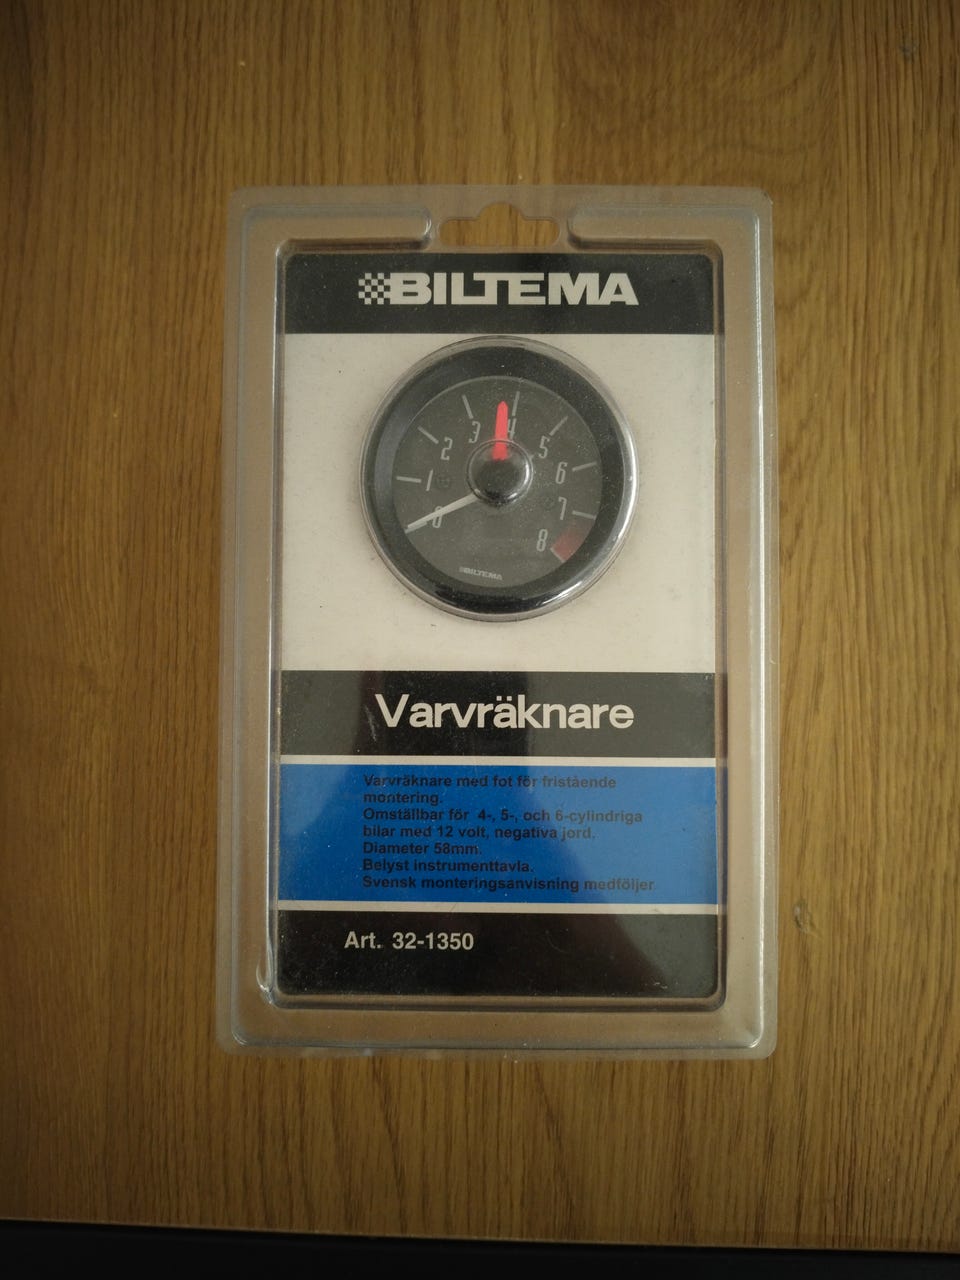 BILTEMA
0
1
2
3
4
5
6
7
8
BILTEMA
Varvräknare
Varvräknare med fot för fristående
montering.
Omställbar för 4-, 5-, och 6-cylindriga
bilar med 12 volt, negativa jord.
Diameter 58mm.
Belyst instrumenttavla.
Svensk monteringsanvisning medföljer.
Art. 32-1350